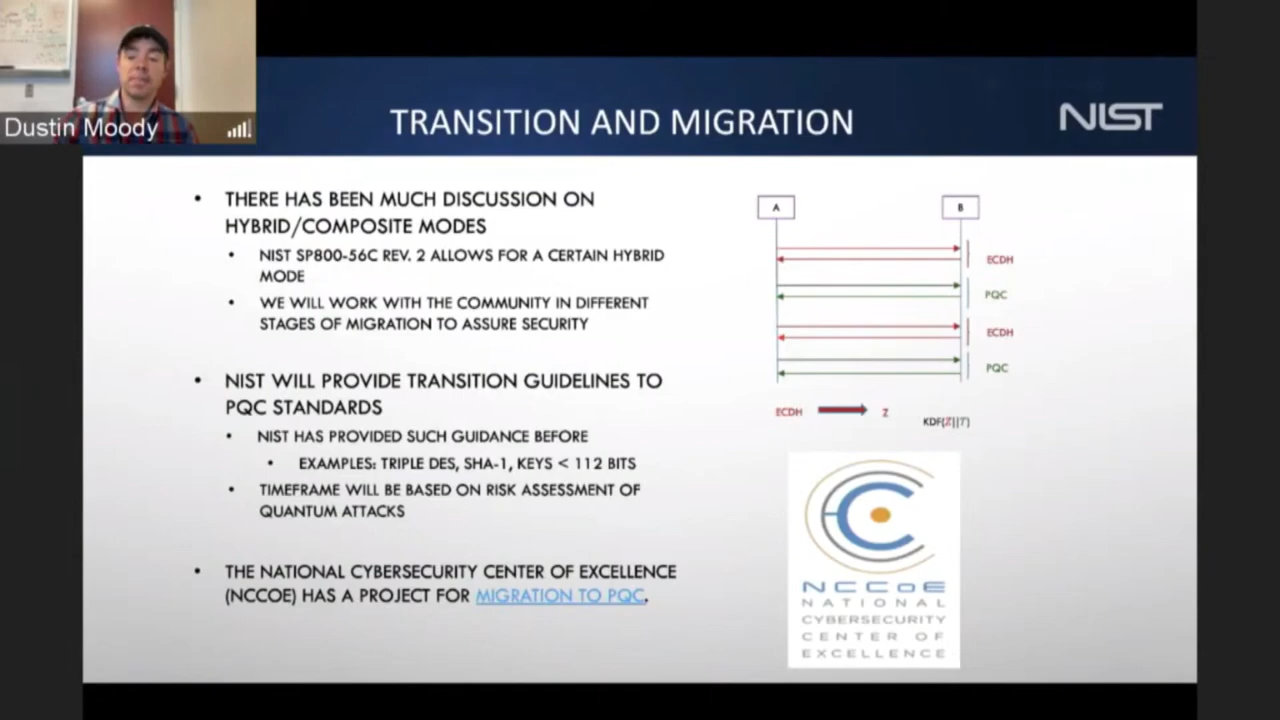 Dustin Moody
TRANSITION AND MIGRATION
NIST
• THERE HAS BEEN MUCH DISCUSSION ON
HYBRID/COMPOSITE MODES
• NIST SP800-56C REV. 2 ALLOWS FOR A CERTAIN HYBRID
MODE
• WE WILL WORK WITH THE COMMUNITY IN DIFFERENT
STAGES OF MIGRATION TO ASSURE SECURITY
• NIST WILL PROVIDE TRANSITION GUIDELINES TO
PQC STANDARDS
• NIST HAS PROVIDED SUCH GUIDANCE BEFORE
• EXAMPLES: TRIPLE DES, SHA-1, KEYS < 112 BITS
• TIMEFRAME WILL BE BASED ON RISK ASSESSMENT OF
QUANTUM ATTACKS
• THE NATIONAL CYBERSECURITY CENTER OF EXCELLENCE
(NCCOE) HAS A PROJECT FOR MIGRATION TO PQC.
A
B
ECDH
PQC
ECDH
PQC
ECDH
Z
KDF(Z||T)
NCCoE
NATIONAL
CYBERSECURITY
CENTER OF
EXCELLENCE